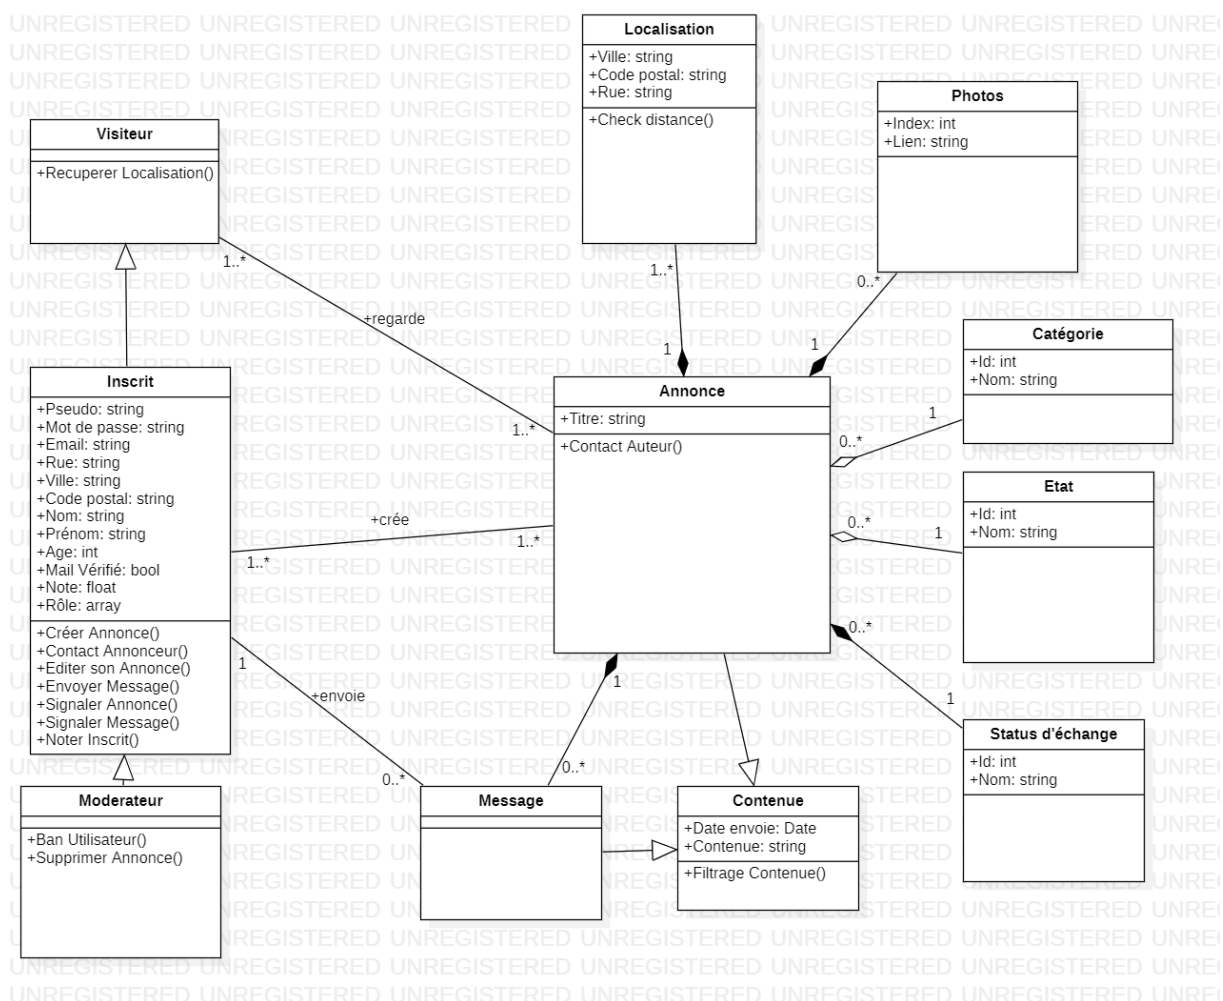 Localisation
+Ville: string
+Code postal: string
+Rue: string
+Check distance()
Photos
+Index: int
+Lien: string
Visiteur
+Recuperer Localisation()
1..*
+regarde
1..*
1..*
1
0..*
1
Catégorie
+Id: int
+Nom: string
1
0..*
Inscrit
+Pseudo: string
+Mot de passe: string
+Email: string
+Rue: string
+Ville: string
+Code postal: string
+Nom: string
+Prénom: string
+Age: int
+Mail Vérifié: bool
+Note: float
+Rôle: array
+Créer Annonce()
+Contact Annonceur()
+Editer son Annonce()
+Envoyer Message()
+Signaler Annonce()
+Signaler Message()
+Noter Inscrit()
Annonce
+Titre: string
+Contact Auteur()
+crée
1..*
1..*
Etat
+Id: int
+Nom: string
0..*
1
0..*
1
Status d'échange
+Id: int
+Nom: string
1
+envoie
0..*
1
0..*
Moderateur
+Ban Utilisateur()
+Supprimer Annonce()
Message
Contenue
+Date envoie: Date
+Contenue: string
+Filtrage Contenue()
UNREGISTERED